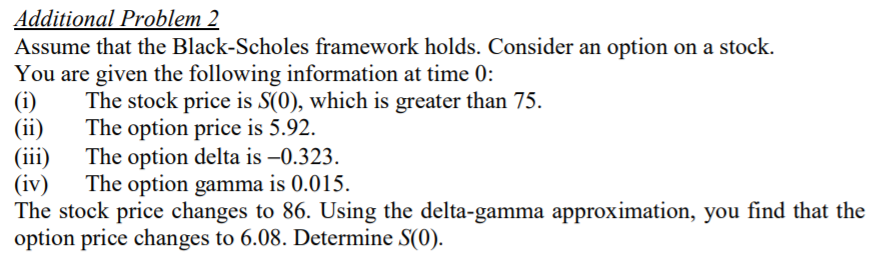 Additional Problem 2
Assume that the Black-Scholes framework holds. Consider an option on a stock.
You are given the following information at time 0:
(i) The stock price is S(0), which is greater than 75.
(ii) The option price is 5.92.
(iii) The option delta is –0.323.
(iv) The option gamma is 0.015.
The stock price changes to 86. Using the delta-gamma approximation, you find that the
option price changes to 6.08. Determine S(0).